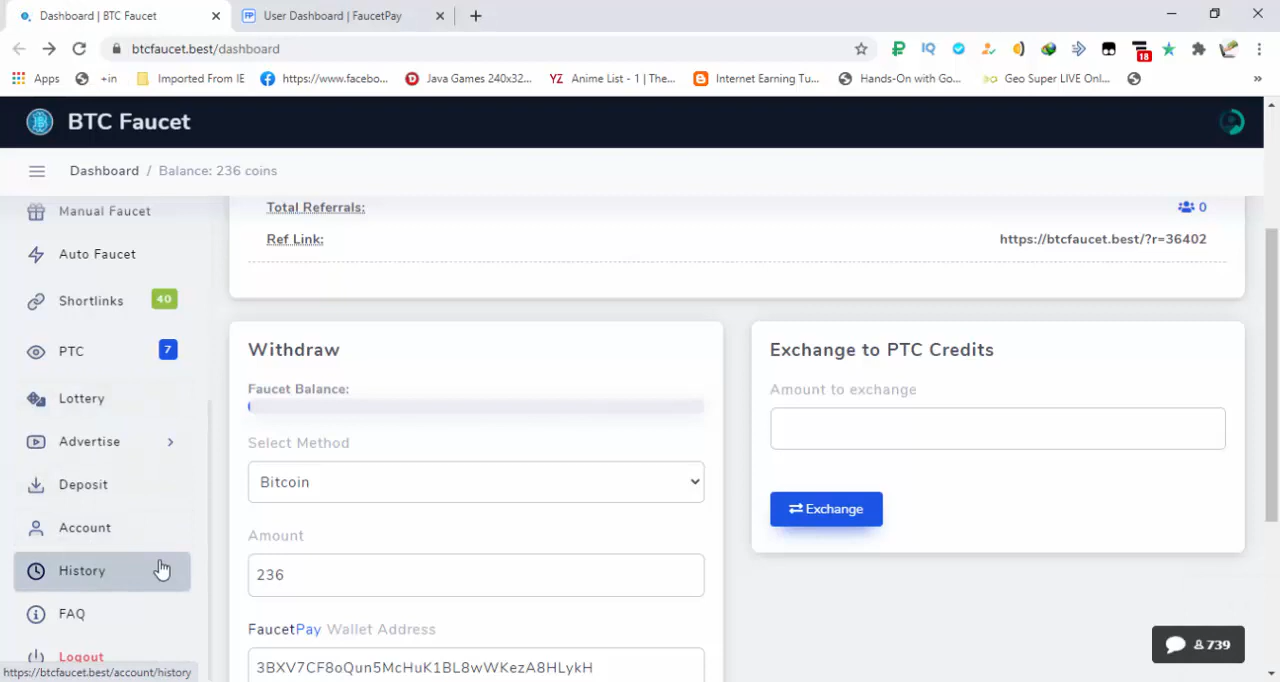 Dashboard | BTC Faucet
User Dashboard | FaucetPay
btcfaucet.best/dashboard
Apps
+in
Imported From IE
https://www.facebo...
Java Games 240x32...
Anime List - 1 | The...
Internet Earning Tu...
Hands-On with Go...
Geo Super LIVE Onl...
»
IQ
18
BTC Faucet
Dashboard / Balance: 236 coins
Manual Faucet
Auto Faucet
Shortlinks 40
PTC 7
Lottery
Advertise
Deposit
Account
History
FAQ
Logout
https://btcfaucet.best/account/history
Total Referrals: 0
Ref Link: https://btcfaucet.best/?r=36402
Withdraw
Faucet Balance:
Select Method
Bitcoin
Amount
236
FaucetPay Wallet Address
3BXV7CF8oQun5McHuK1BL8wWKezA8HLykH
Exchange to PTC Credits
Amount to exchange
Exchange
739